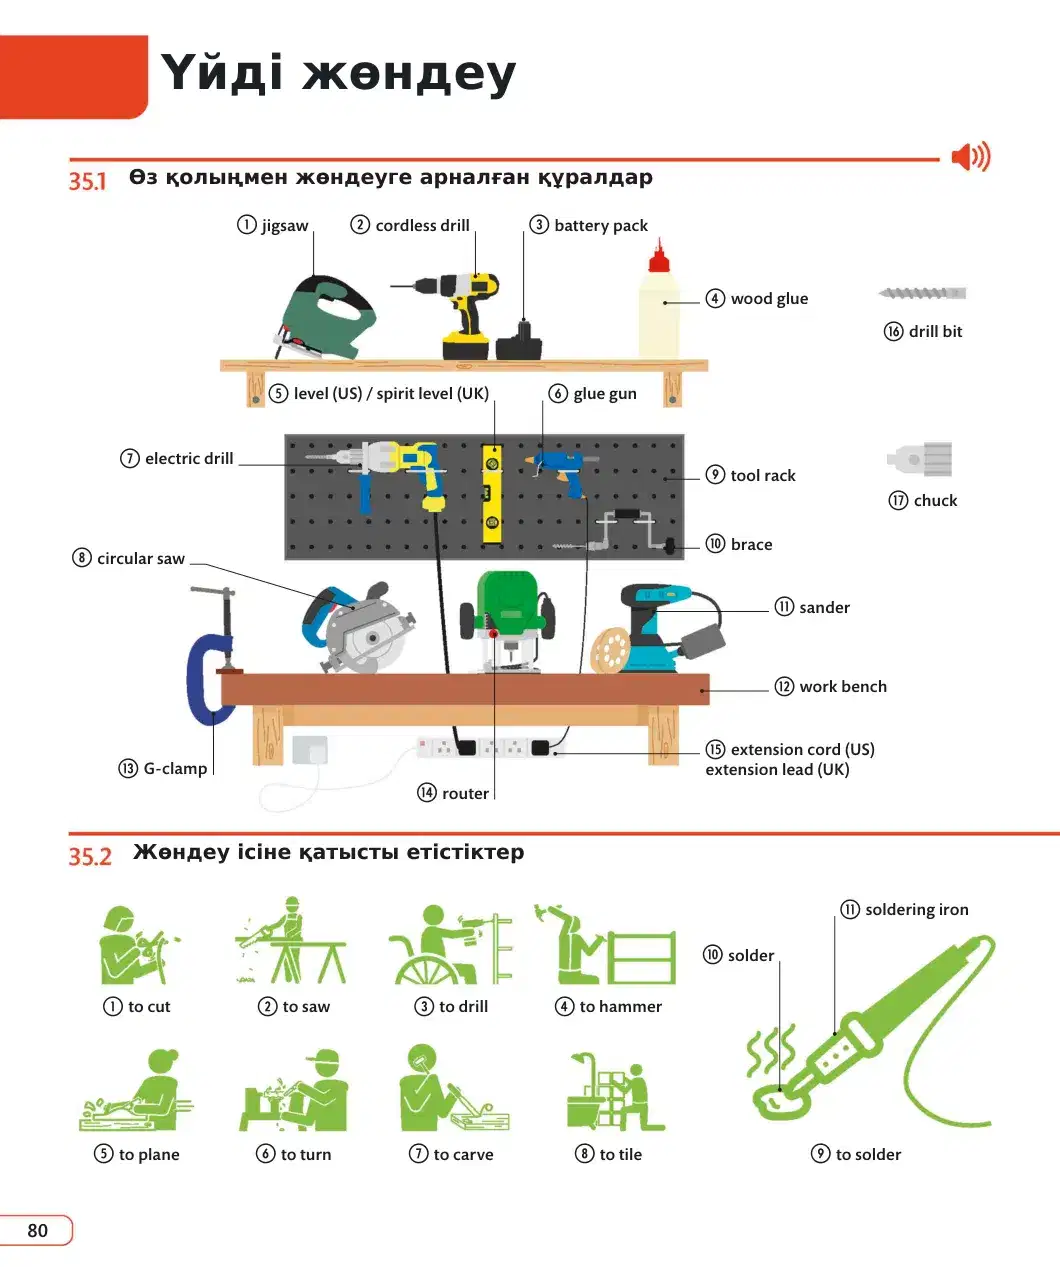 Үйді жөндеу
35.1 Өз қолыңмен жөндеуге арналған құралдар
① jigsaw
② cordless drill
③ battery pack
④ wood glue
⑯ drill bit
⑤ level (US) / spirit level (UK)
⑥ glue gun
⑦ electric drill
⑨ tool rack
⑰ chuck
⑩ brace
⑧ circular saw
⑪ sander
⑫ work bench
⑬ G-clamp
⑭ router
⑮ extension cord (US)
extension lead (UK)
35.2 Жөндеу ісіне қатысты етістіктер
① to cut
② to saw
③ to drill
④ to hammer
⑤ to plane
⑥ to turn
⑦ to carve
⑧ to tile
⑪ soldering iron
⑩ solder
⑨ to solder
80